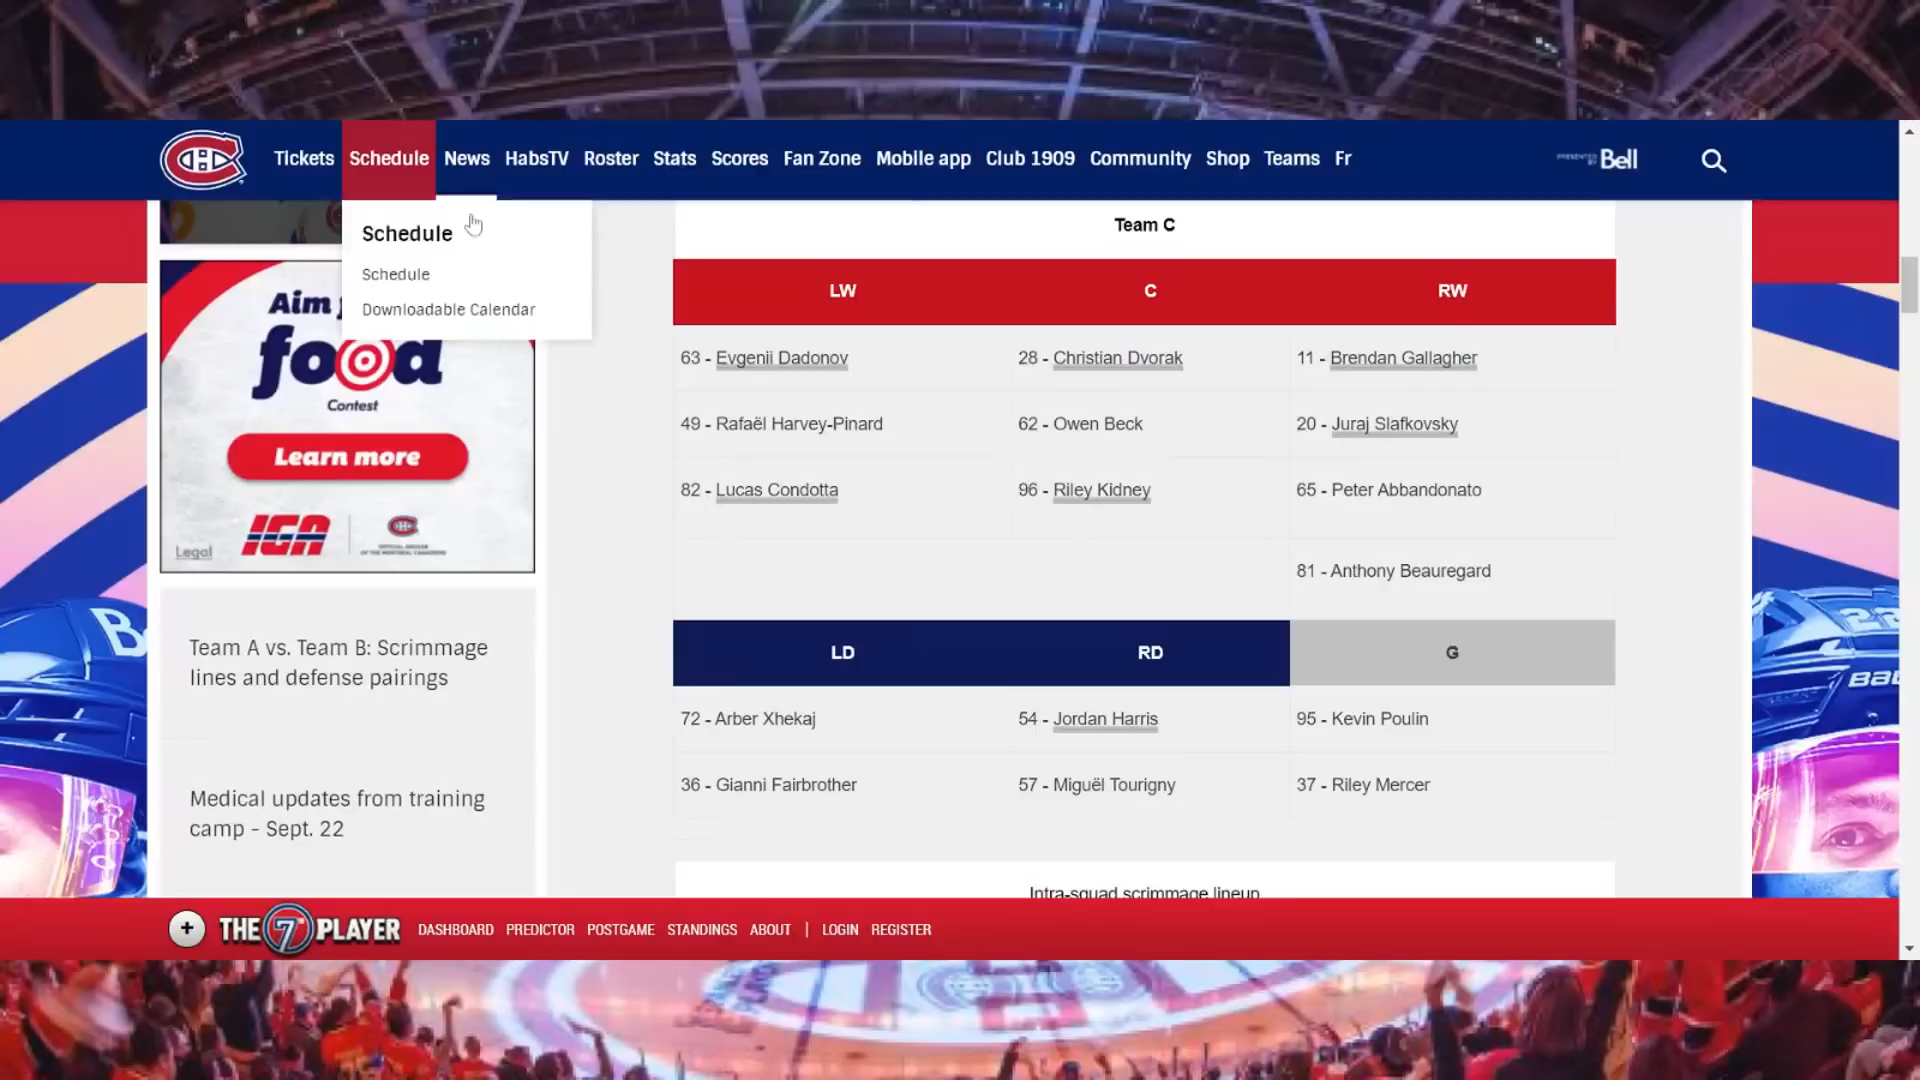 Tickets Schedule News HabsTV Roster Stats Scores Fan Zone Mobile app Club 1909 Community Shop Teams Fr
PRESENTED BY Bell
Schedule
Schedule
Downloadable Calendar
Aim
food
Contest
Learn more
Legal
IGA
Team A vs. Team B: Scrimmage
lines and defense pairings
Medical updates from training
camp - Sept. 22
Team C
LW C RW
63 - Evgenii Dadonov 28 - Christian Dvorak 11 - Brendan Gallagher
49 - Rafaël Harvey-Pinard 62 - Owen Beck 20 - Juraj Slafkovsky
82 - Lucas Condotta 96 - Riley Kidney 65 - Peter Abbandonato
81 - Anthony Beauregard
LD RD G
72 - Arber Xhekaj 54 - Jordan Harris 95 - Kevin Poulin
36 - Gianni Fairbrother 57 - Miguël Tourigny 37 - Riley Mercer
Intra-squad scrimmage lineup
+ THE 7 PLAYER DASHBOARD PREDICTOR POSTGAME STANDINGS ABOUT | LOGIN REGISTER